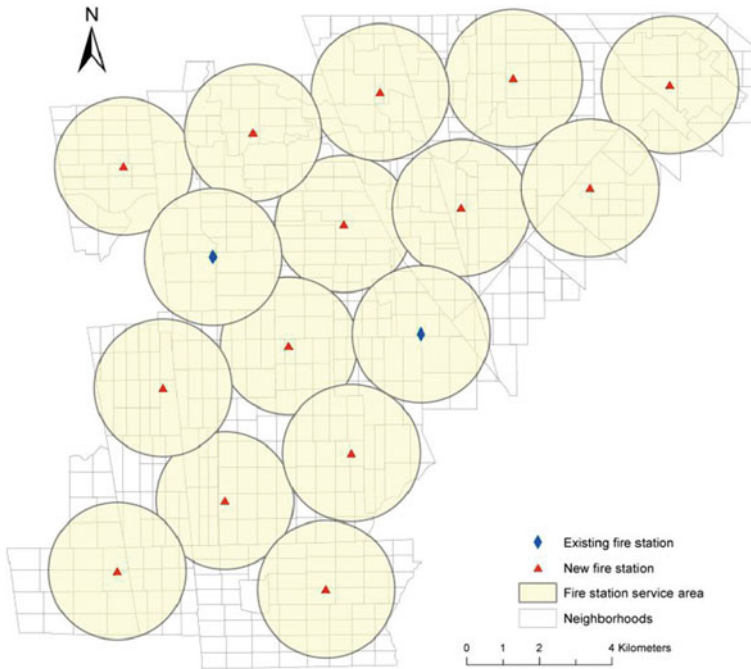 N
Existing fire station
New fire station
Fire station service area
Neighborhoods
0 1 2 4 Kilometers